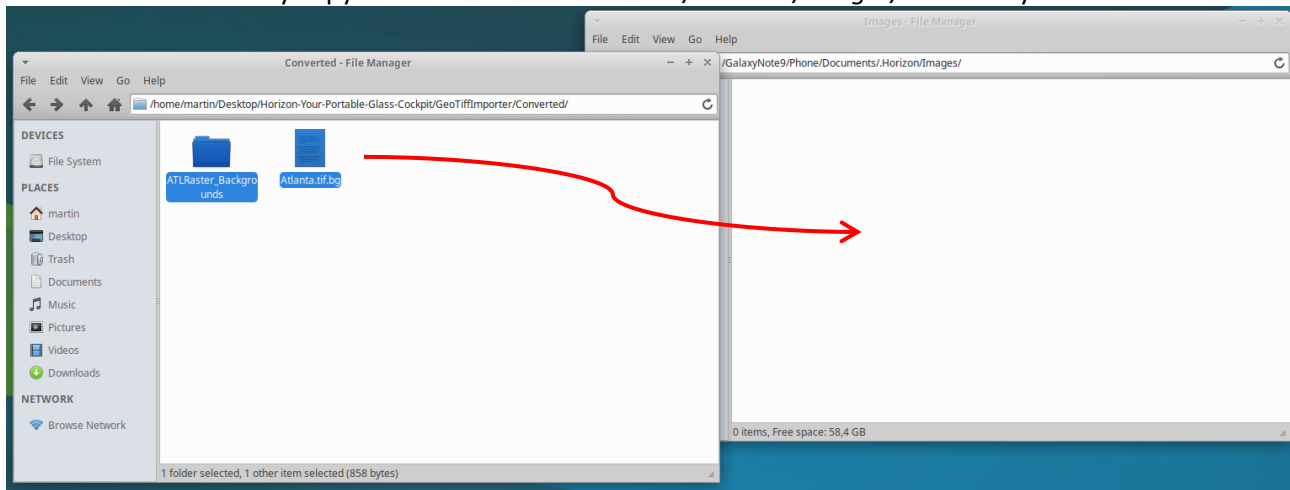 Images - File Manager
File Edit View Go Help
/GalaxyNote9/Phone/Documents/.Horizon/Images/
0 items, Free space: 58,4 GB
Converted - File Manager
File Edit View Go Help
/home/martin/Desktop/Horizon-Your-Portable-Glass-Cockpit/GeoTiffImporter/Converted/
DEVICES
File System
PLACES
martin
Desktop
Trash
Documents
Music
Pictures
Videos
Downloads
NETWORK
Browse Network
ATLRaster_Backgro
unds
Atlanta.tif.bg
1 folder selected, 1 other item selected (858 bytes)